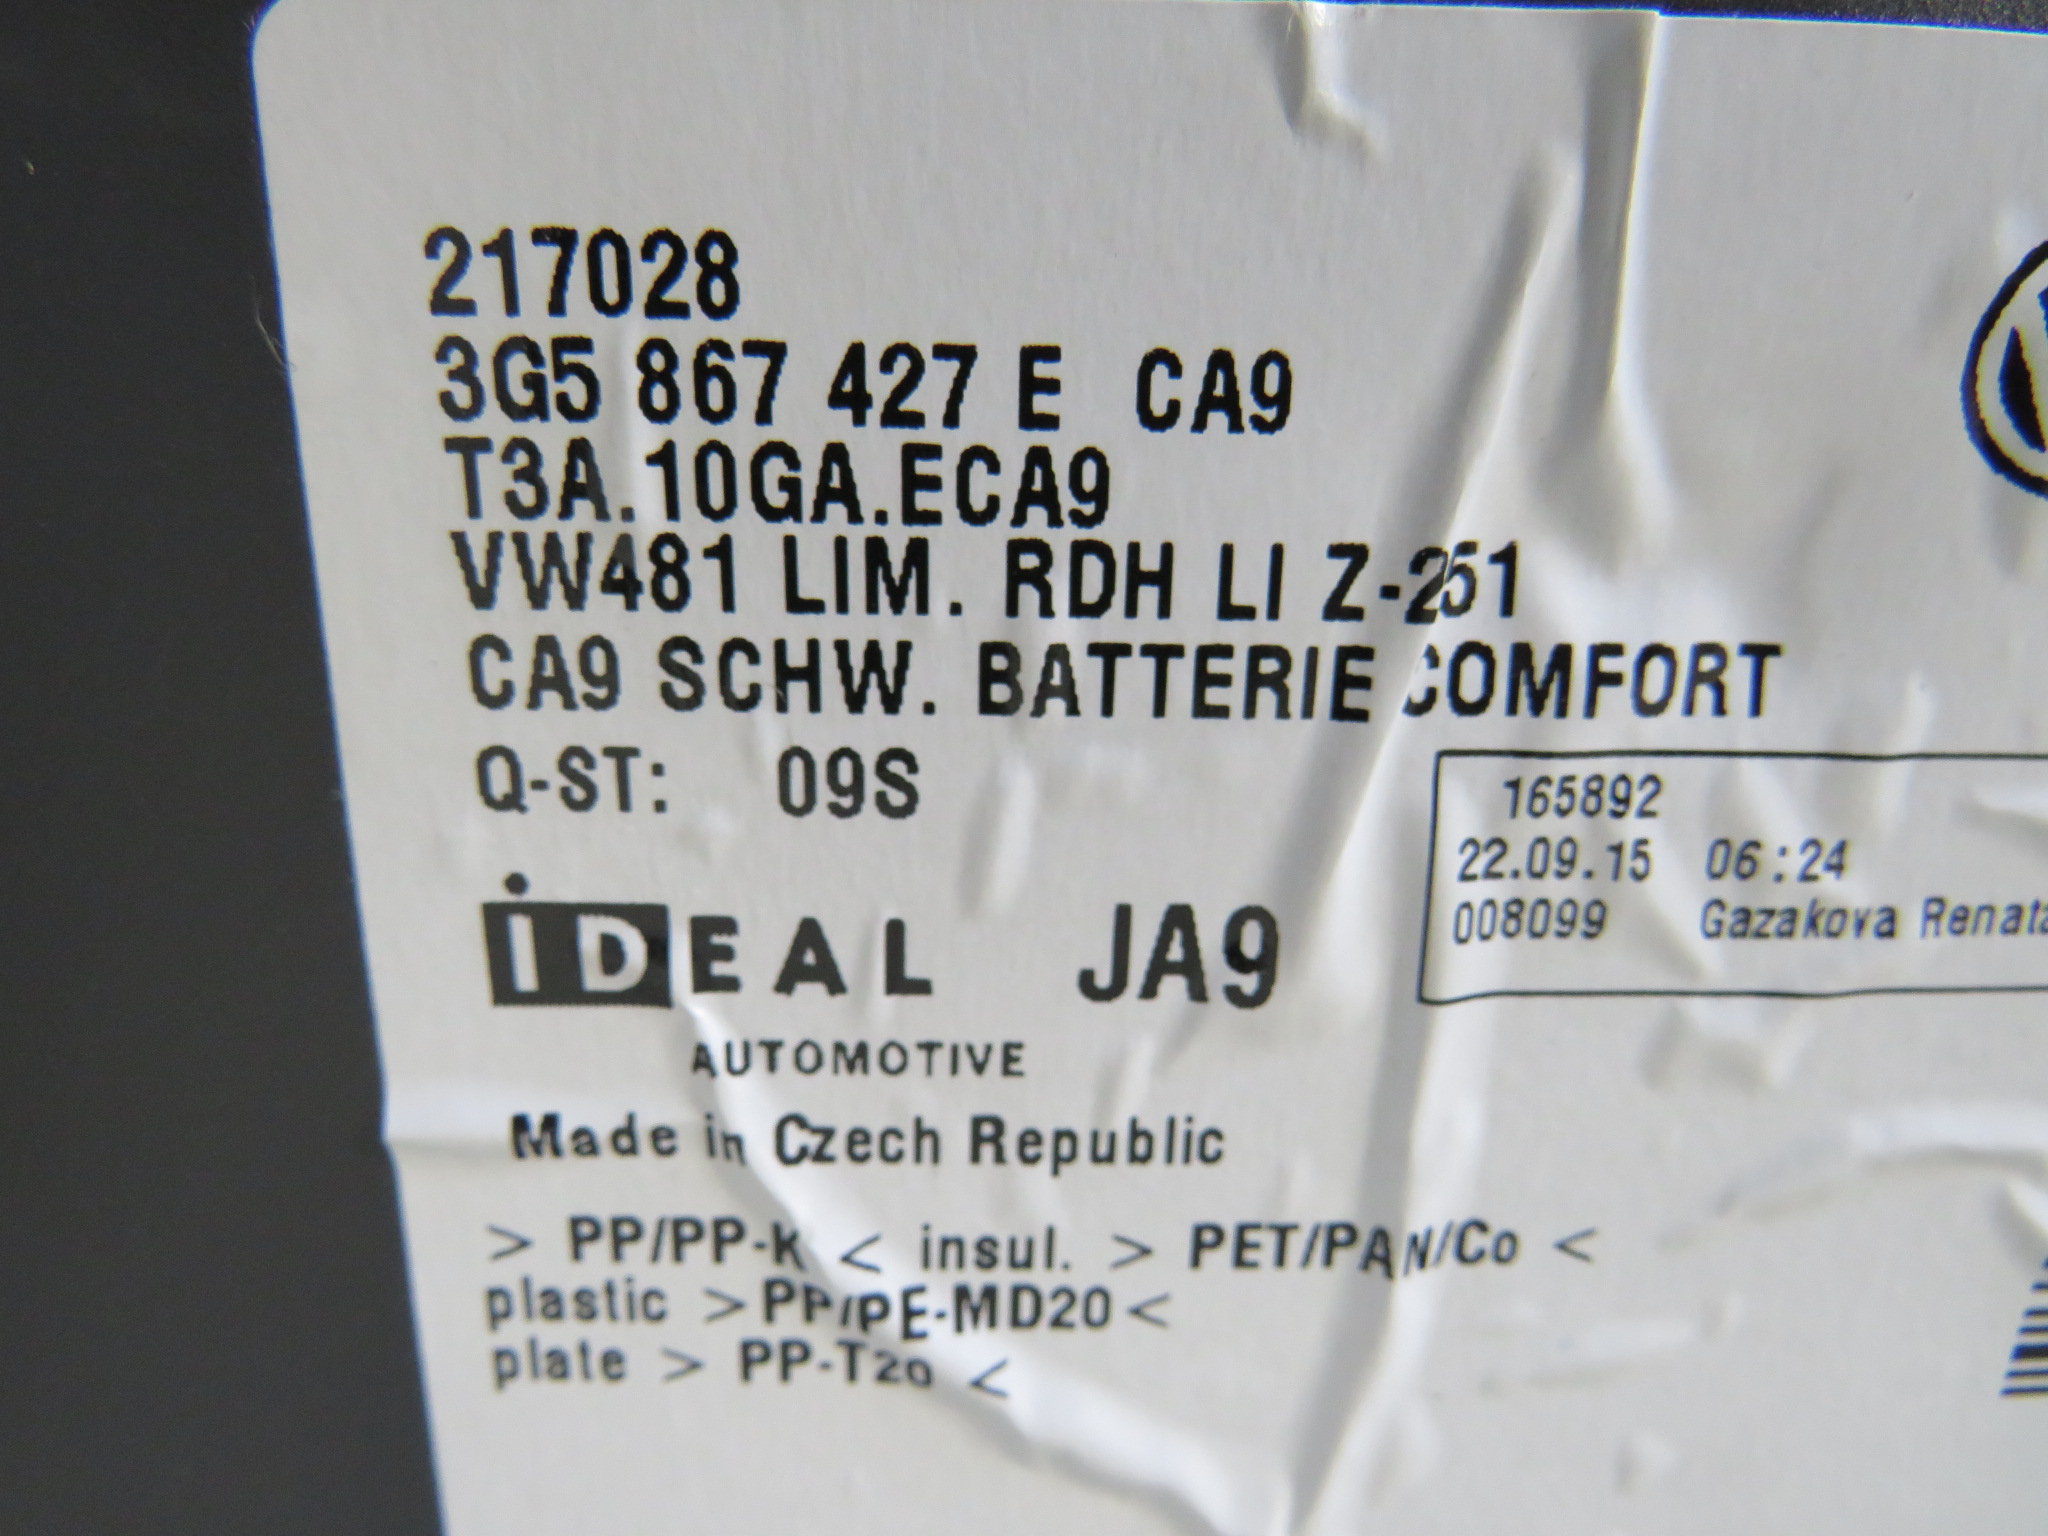 217028
3G5 867 427 E CA9
T3A.10GA.ECA9
VW481 LIM. RDH LI Z-251
CA9 SCHW. BATTERIE COMFORT
Q-ST: 09S
165892
22.09.15 06:24
008099 Gazakova Renata
iDEAL JA9
AUTOMOTIVE
Made in Czech Republic
> PP/PP-K < insul. > PET/PAN/Co <
plastic >PP/PE-MD20<
plate > PP-T20 <